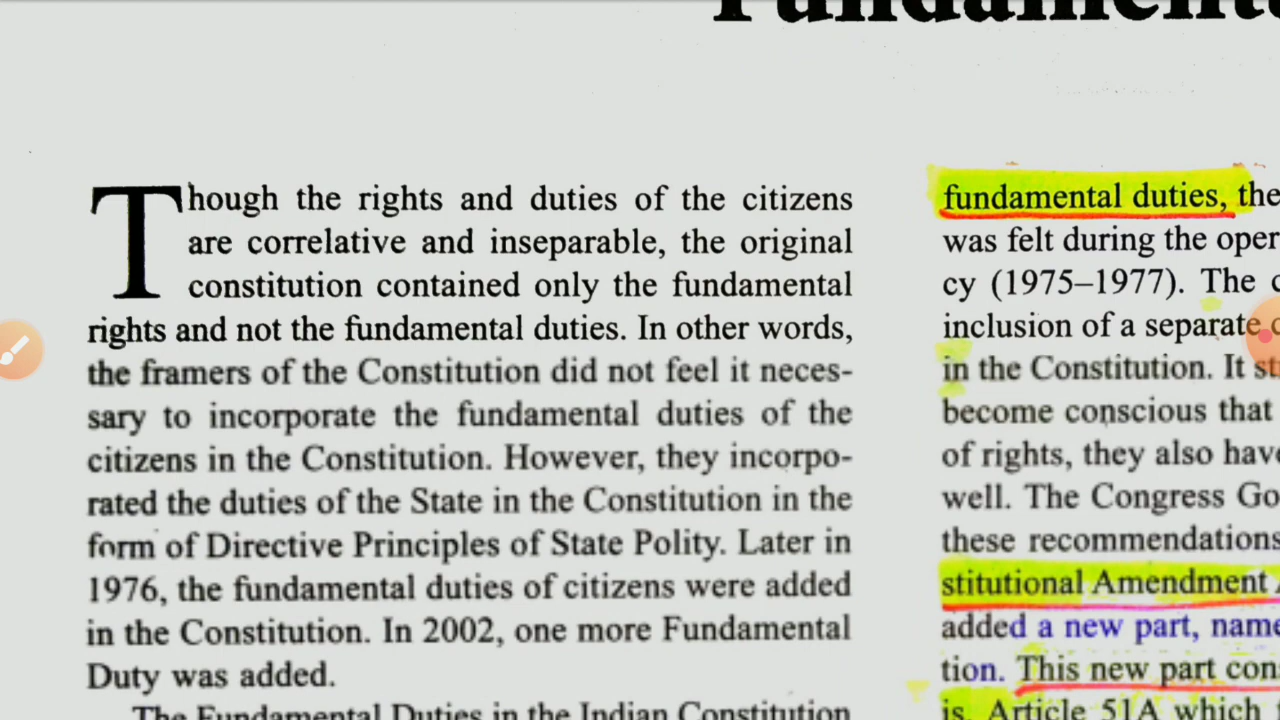 Though the rights and duties of the citizens
are correlative and inseparable, the original
constitution contained only the fundamental
rights and not the fundamental duties. In other words,
the framers of the Constitution did not feel it neces-
sary to incorporate the fundamental duties of the
citizens in the Constitution. However, they incorpo-
rated the duties of the State in the Constitution in the
form of Directive Principles of State Polity. Later in
1976, the fundamental duties of citizens were added
in the Constitution. In 2002, one more Fundamental
Duty was added.
The Fundamental Duties in the Indian Constitution
fundamental duties, the
was felt during the oper
cy (1975–1977). The c
inclusion of a separate
in the Constitution. It
become conscious that
of rights, they also have
well. The Congress Go
these recommendations
stitutional Amendment
added a new part, name
tion. This new part con
is, Article 51A which